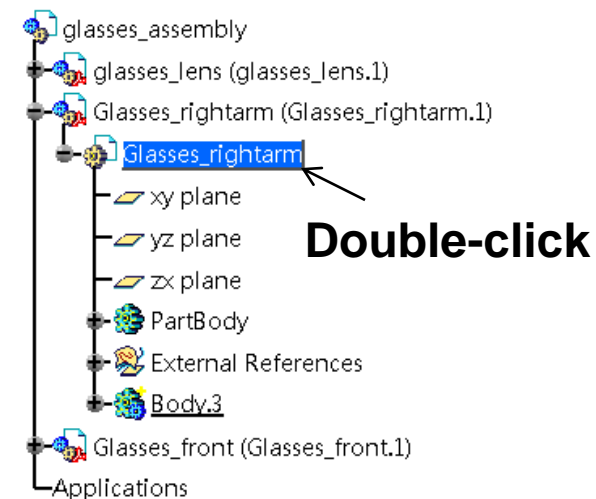 glasses_assembly
glasses_lens (glasses_lens.1)
Glasses_rightarm (Glasses_rightarm.1)
Glasses_rightarm
xy plane
yz plane
Double-click
zx plane
PartBody
External References
Body.3
Glasses_front (Glasses_front.1)
Applications